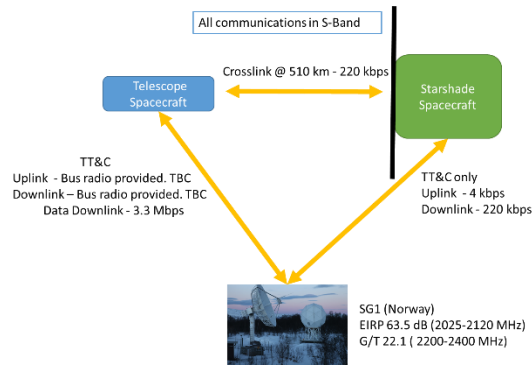 All communications in S-Band
Crosslink @ 510 km - 220 kbps
Telescope
Spacecraft
Starshade
Spacecraft
TT&C
Uplink - Bus radio provided. TBC
Downlink – Bus radio provided. TBC
Data Downlink - 3.3 Mbps
TT&C only
Uplink - 4 kbps
Downlink - 220 kbps
SG1 (Norway)
EIRP 63.5 dB (2025-2120 MHz)
G/T 22.1 ( 2200-2400 MHz)